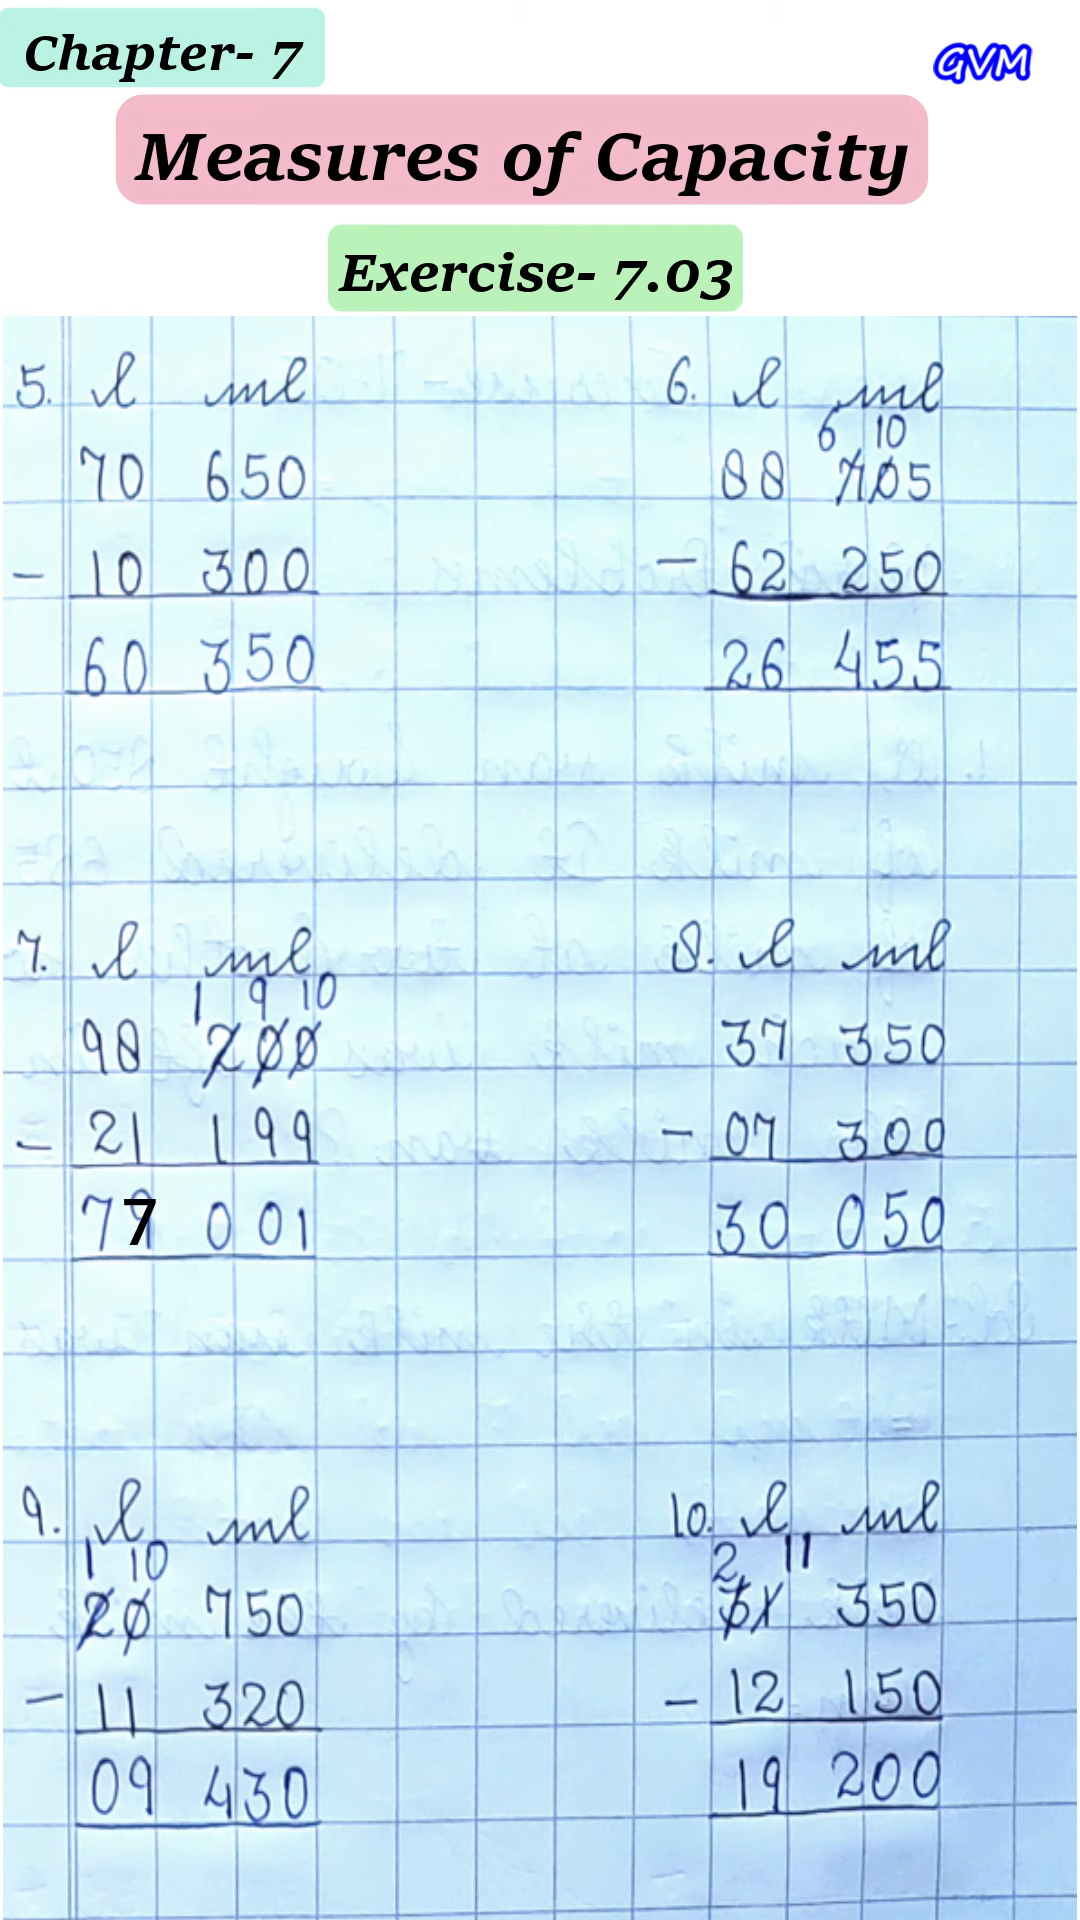 Chapter- 7
GVM
Measures of Capacity
Exercise- 7.03
5. l ml
70 650
- 10 300
60 350
6. l ml
6 10
88 705
- 62 250
26 455
7. l ml
1 9 10
98 200
- 21 199
77 001
8. l ml
37 350
- 07 300
30 050
9. l ml
1 10
20 750
- 11 320
09 430
10. l ml
2 11
31 350
- 12 150
19 200